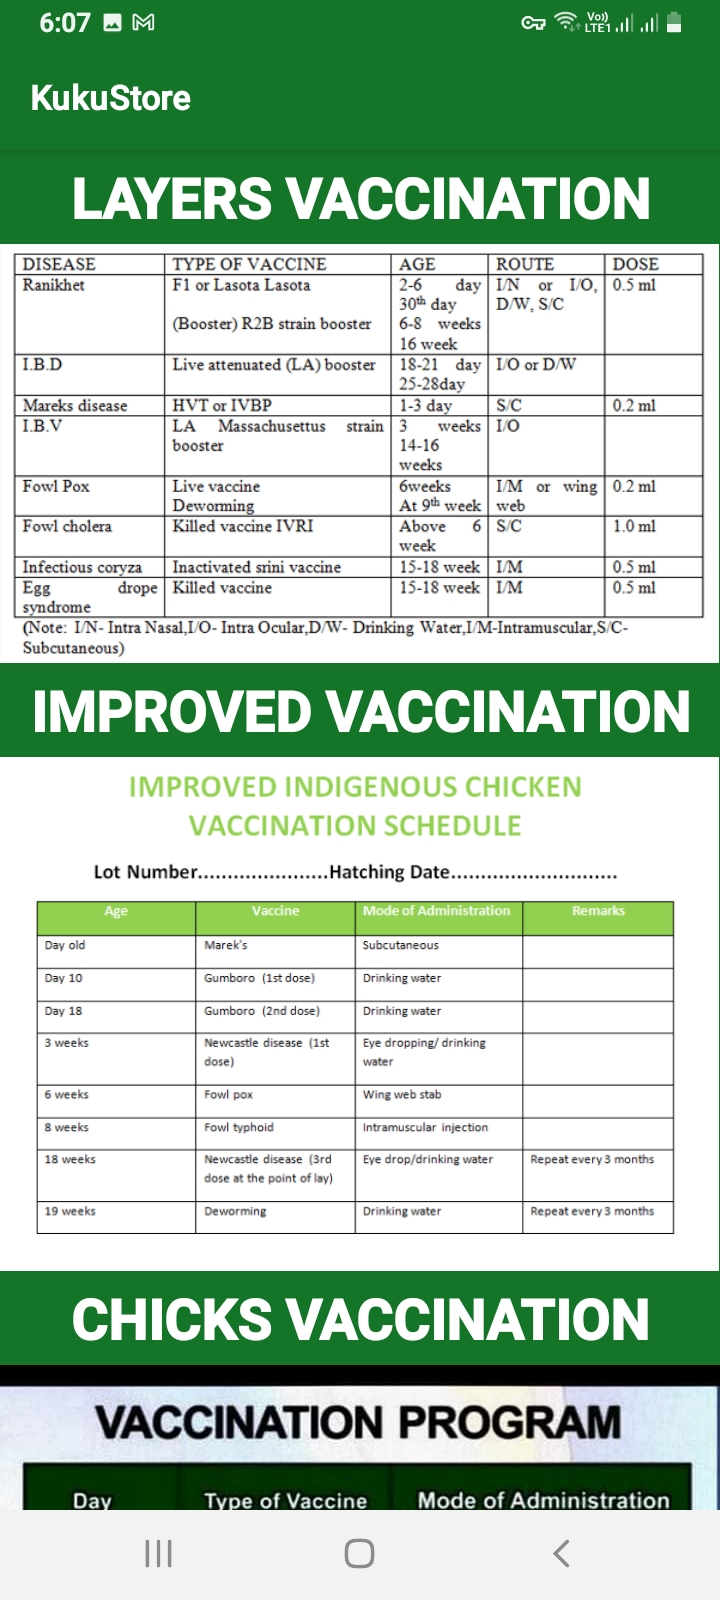 6:07
Vo))
LTE1
KukuStore
LAYERS VACCINATION
DISEASE TYPE OF VACCINE AGE ROUTE DOSE
Ranikhet F1 or Lasota Lasota 2-6 day I/N or I/O, 0.5 ml
30th day D/W, S/C
(Booster) R2B strain booster 6-8 weeks
16 week
I.B.D Live attenuated (LA) booster 18-21 day I/O or D/W
25-28day
Mareks disease HVT or IVBP 1-3 day S/C 0.2 ml
I.B.V LA Massachusettus strain 3 weeks I/O
booster 14-16
weeks
Fowl Pox Live vaccine 6weeks I/M or wing 0.2 ml
Deworming At 9th week web
Fowl cholera Killed vaccine IVRI Above 6 S/C 1.0 ml
week
Infectious coryza Inactivated srini vaccine 15-18 week I/M 0.5 ml
Egg drope Killed vaccine 15-18 week I/M 0.5 ml
syndrome
(Note: I/N- Intra Nasal,I/O- Intra Ocular,D/W- Drinking Water,I/M-Intramuscular,S/C-
Subcutaneous)
IMPROVED VACCINATION
IMPROVED INDIGENOUS CHICKEN
VACCINATION SCHEDULE
Lot Number......................Hatching Date............................
Age Vaccine Mode of Administration Remarks
Day old Marek's Subcutaneous
Day 10 Gumboro (1st dose) Drinking water
Day 18 Gumboro (2nd dose) Drinking water
3 weeks Newcastle disease (1st Eye dropping/ drinking
dose) water
6 weeks Fowl pox Wing web stab
8 weeks Fowl typhoid Intramuscular injection
18 weeks Newcastle disease (3rd Eye drop/drinking water Repeat every 3 months
dose at the point of lay)
19 weeks Deworming Drinking water Repeat every 3 months
CHICKS VACCINATION
VACCINATION PROGRAM
Day Type of Vaccine Mode of Administration